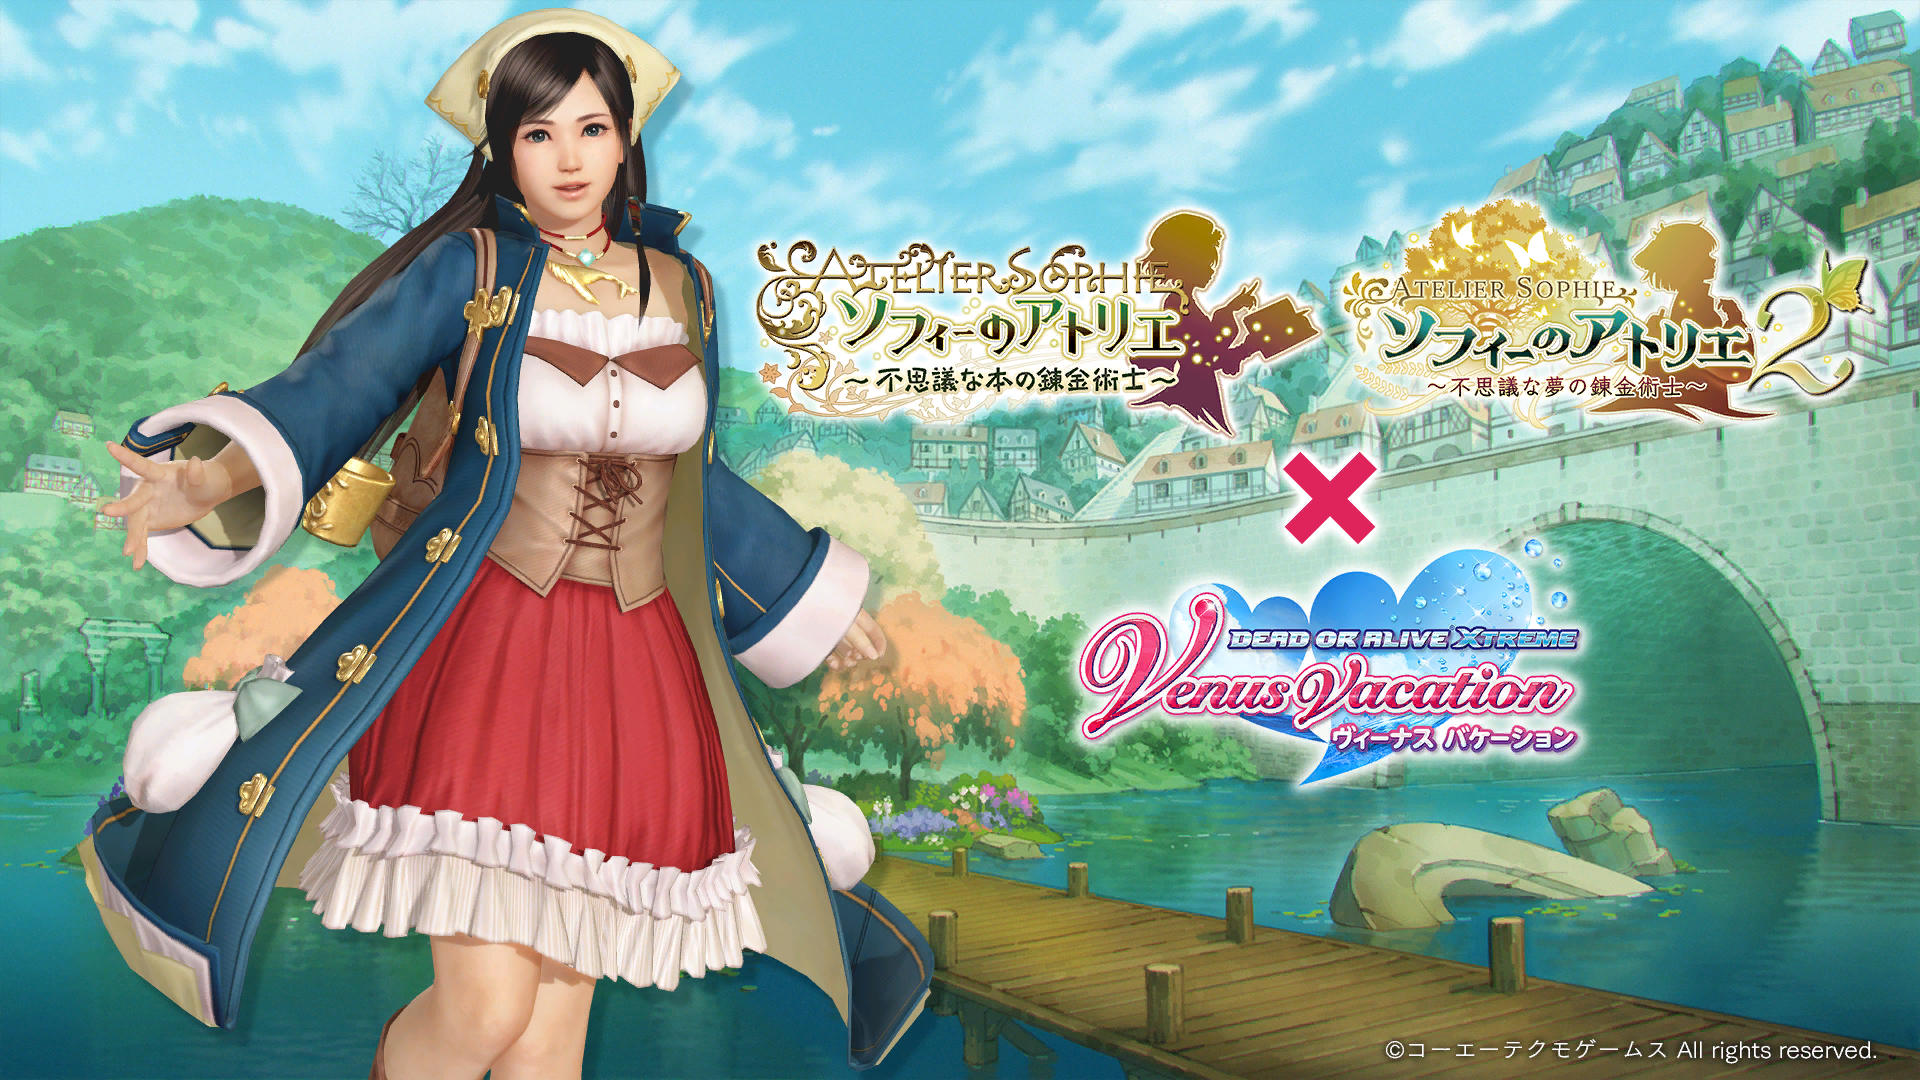 ATELIER SOPHIE
ソフィーのアトリエ
～不思議な本の錬金術士～
ATELIER SOPHIE
ソフィーのアトリエ2
～不思議な夢の錬金術士～
×
DEAD OR ALIVE XTREME
Venus Vacation
ヴィーナス バケーション
©コーエーテクモゲームス All rights reserved.